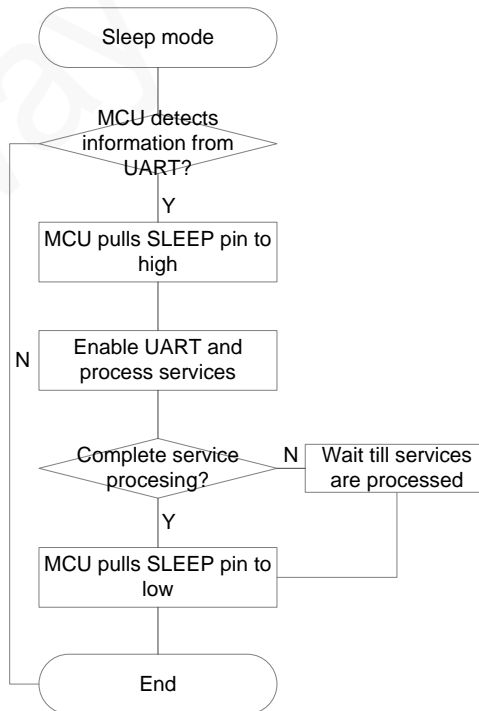 Sleep mode
MCU detects
information from
UART?
Y
MCU pulls SLEEP pin to
high
N
Enable UART and
process services
Complete service
procesing?
N
Wait till services
are processed
Y
MCU pulls SLEEP pin to
low
End